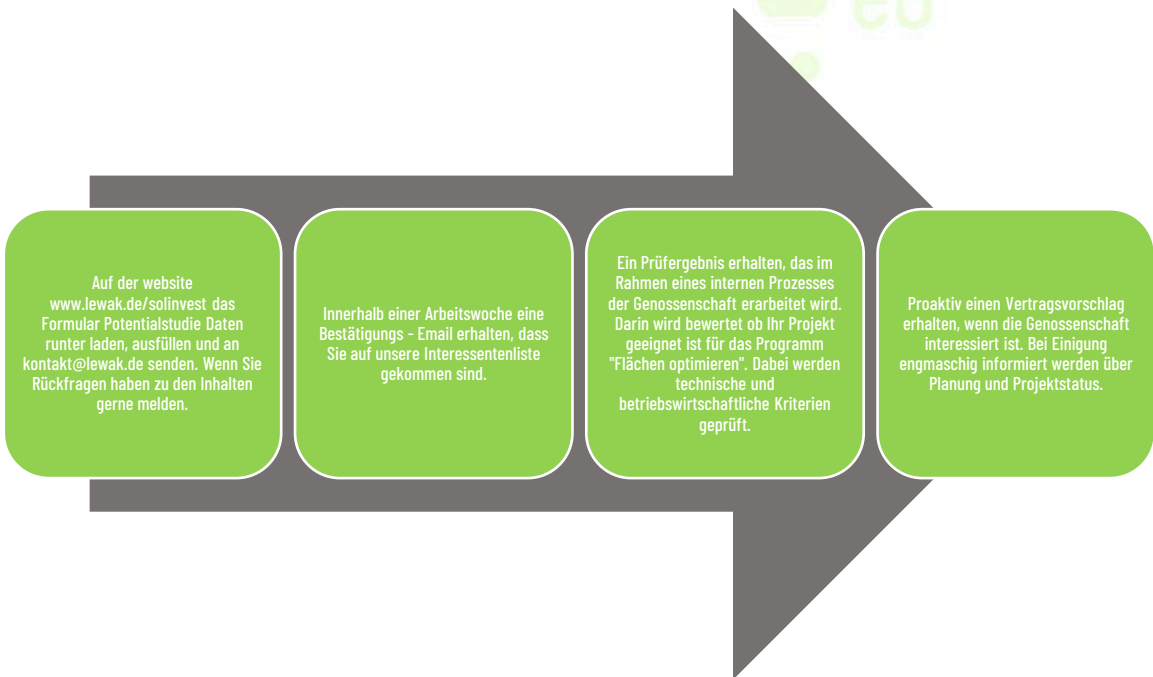 eG
Auf der website
www.lewak.de/solinvest das
Formular Potentialstudie Daten
runter laden, ausfüllen und an
kontakt@lewak.de senden. Wenn Sie
Rückfragen haben zu den Inhalten
gerne melden.
Innerhalb einer Arbeitswoche eine
Bestätigungs - Email erhalten, dass
Sie auf unsere Interessentenliste
gekommen sind.
Ein Prüfergebnis erhalten, das im
Rahmen eines internen Prozesses
der Genossenschaft erarbeitet wird.
Darin wird bewertet ob Ihr Projekt
geeignet ist für das Programm
"Flächen optimieren". Dabei werden
technische und
betriebswirtschaftliche Kriterien
geprüft.
Proaktiv einen Vertragsvorschlag
erhalten, wenn die Genossenschaft
interessiert ist. Bei Einigung
engmaschig informiert werden über
Planung und Projektstatus.